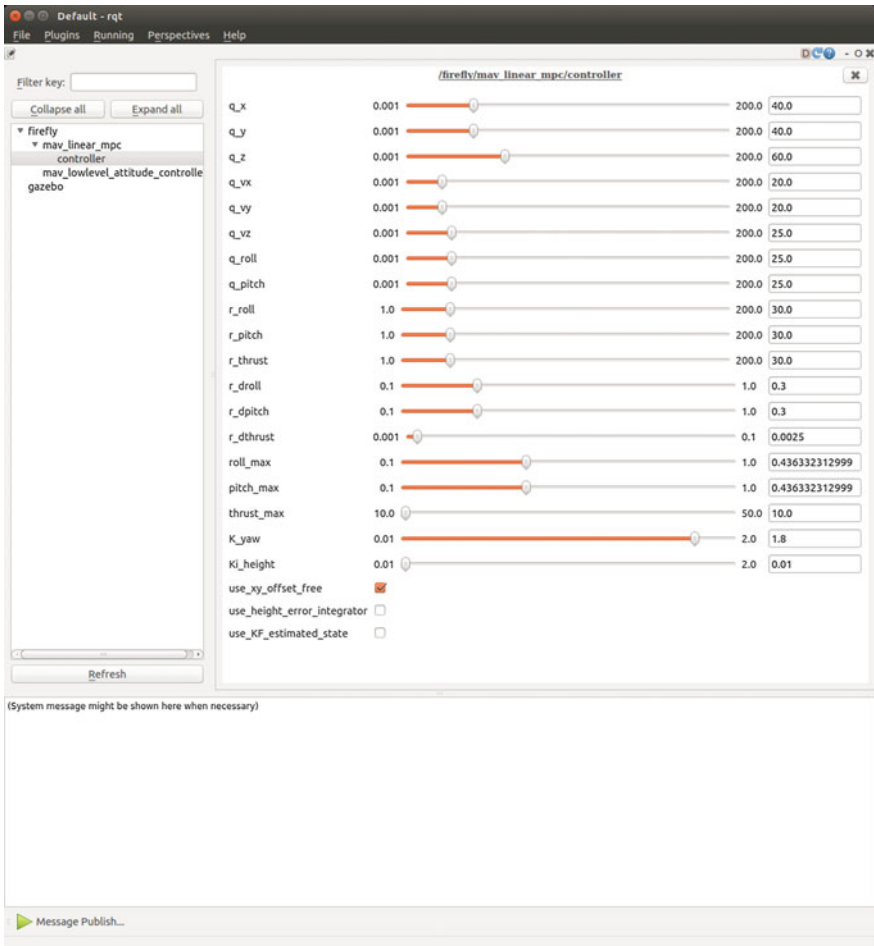 Default - rqt
File Plugins Running Perspectives Help
D - O ✖
/firefly/mav_linear_mpc/controller
Filter key:
Collapse all Expand all
firefly
mav_linear_mpc
controller
mav_lowlevel_attitude_controlle
gazebo
Refresh
q_x 0.001 200.0 40.0
q_y 0.001 200.0 40.0
q_z 0.001 200.0 60.0
q_vx 0.001 200.0 20.0
q_vy 0.001 200.0 20.0
q_vz 0.001 200.0 25.0
q_roll 0.001 200.0 25.0
q_pitch 0.001 200.0 25.0
r_roll 1.0 200.0 30.0
r_pitch 1.0 200.0 30.0
r_thrust 1.0 200.0 30.0
r_droll 0.1 1.0 0.3
r_dpitch 0.1 1.0 0.3
r_dthrust 0.001 0.1 0.0025
roll_max 0.1 1.0 0.436332312999
pitch_max 0.1 1.0 0.436332312999
thrust_max 10.0 50.0 10.0
K_yaw 0.01 2.0 1.8
Ki_height 0.01 2.0 0.01
use_xy_offset_free
use_height_error_integrator
use_KF_estimated_state
(System message might be shown here when necessary)
Message Publish...